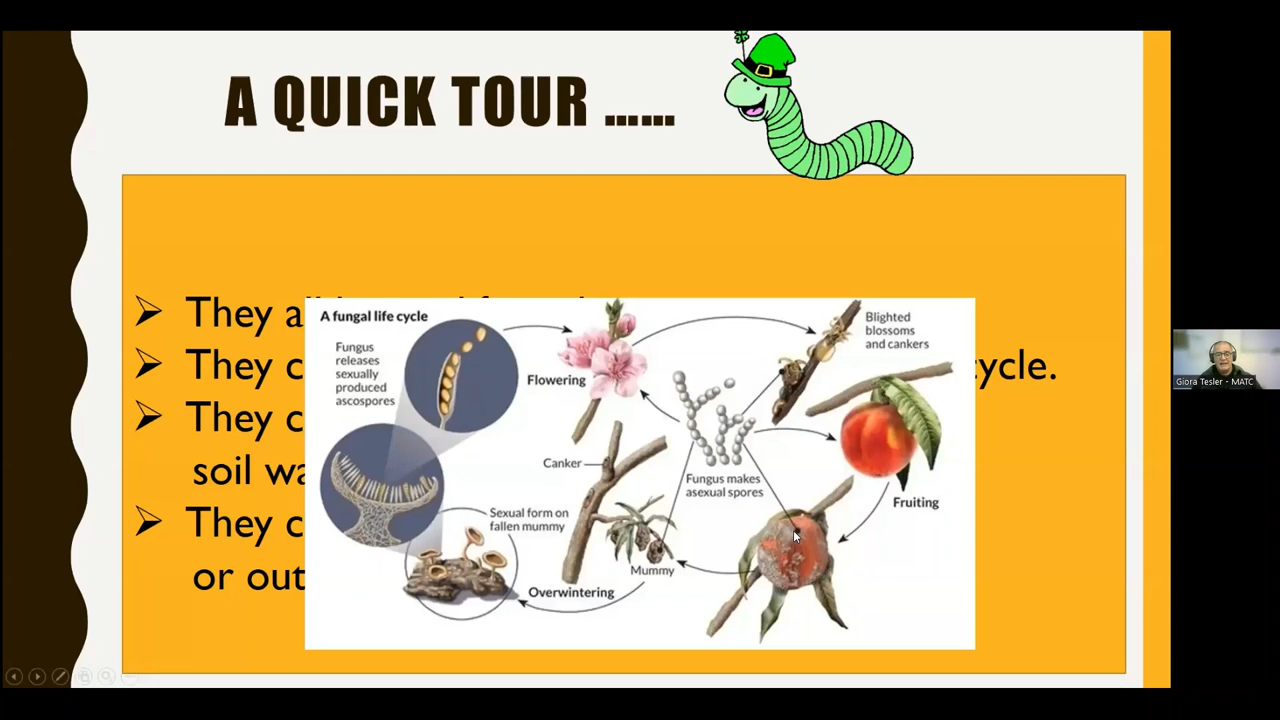 A QUICK TOUR ……
They
They c
ycle.
They c
soil wa
They c
or out
A fungal life cycle
Fungus
releases
sexually
produced
ascospores
Flowering
Blighted
blossoms
and cankers
Canker
Fungus makes
asexual spores
Fruiting
Sexual form on
fallen mummy
Mummy
Overwintering
Giora Tesler - MATC